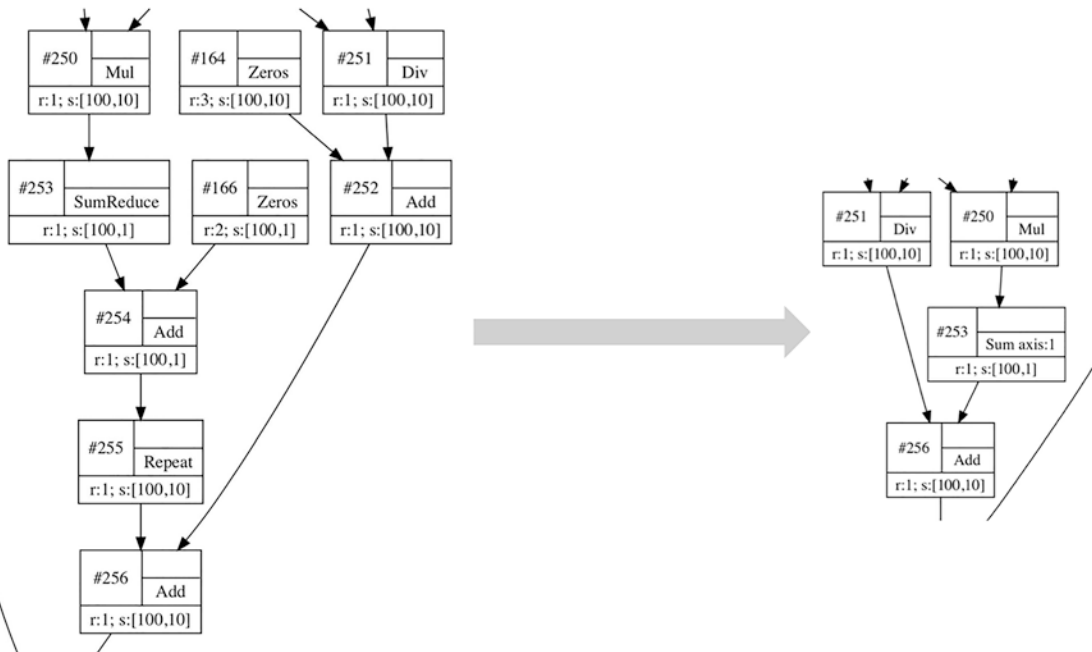 #250
Mul
r:1; s:[100,10]
#164
Zeros
r:3; s:[100,10]
#251
Div
r:1; s:[100,10]
#253
SumReduce
r:1; s:[100,1]
#166
Zeros
r:2; s:[100,1]
#252
Add
r:1; s:[100,10]
#254
Add
r:1; s:[100,1]
#255
Repeat
r:1; s:[100,10]
#256
Add
r:1; s:[100,10]
#251
Div
r:1; s:[100,10]
#250
Mul
r:1; s:[100,10]
#253
Sum axis:1
r:1; s:[100,1]
#256
Add
r:1; s:[100,10]